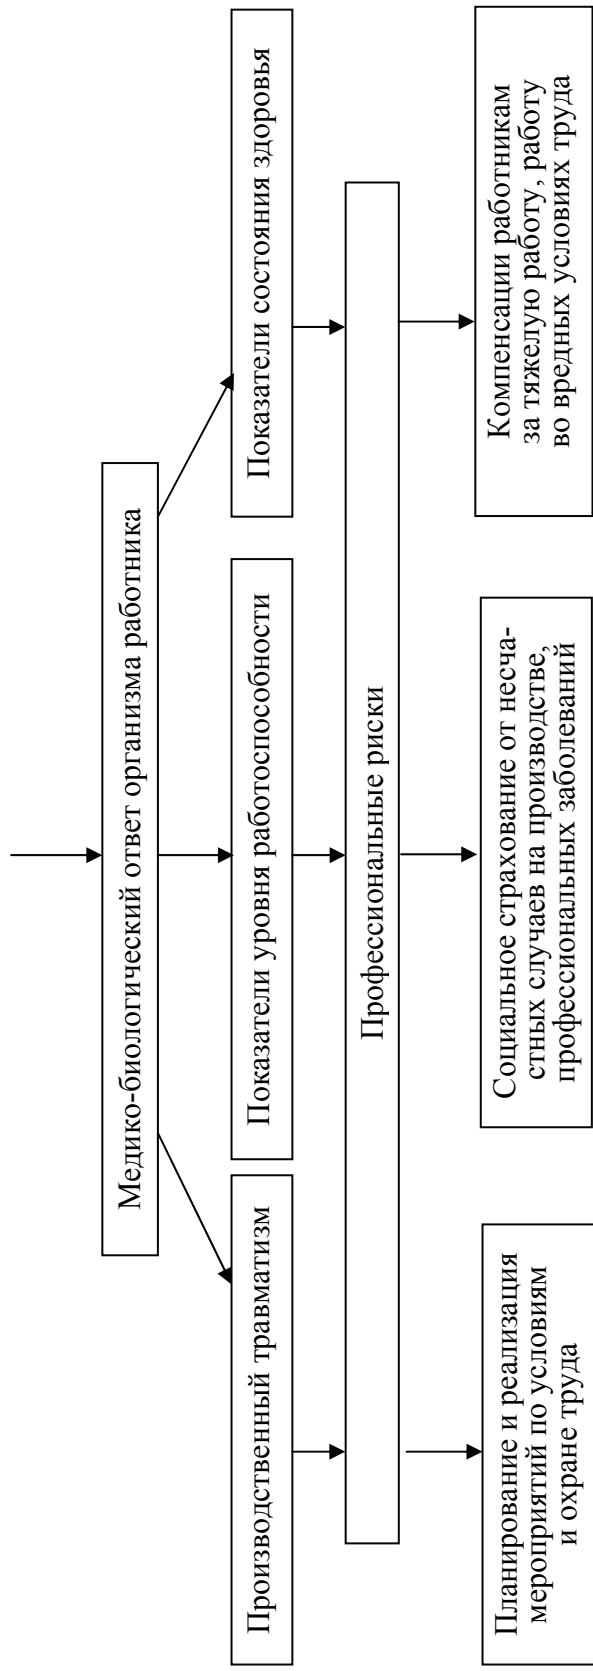 Медико-биологический ответ организма работника
Производственный травматизм
Показатели уровня работоспособности
Показатели состояния здоровья
Профессиональные риски
Планирование и реализация
мероприятий по условиям
и охране труда
Социальное страхование от несча-
стных случаев на производстве,
профессиональных заболеваний
Компенсации работникам
за тяжелую работу, работу
во вредных условиях труда